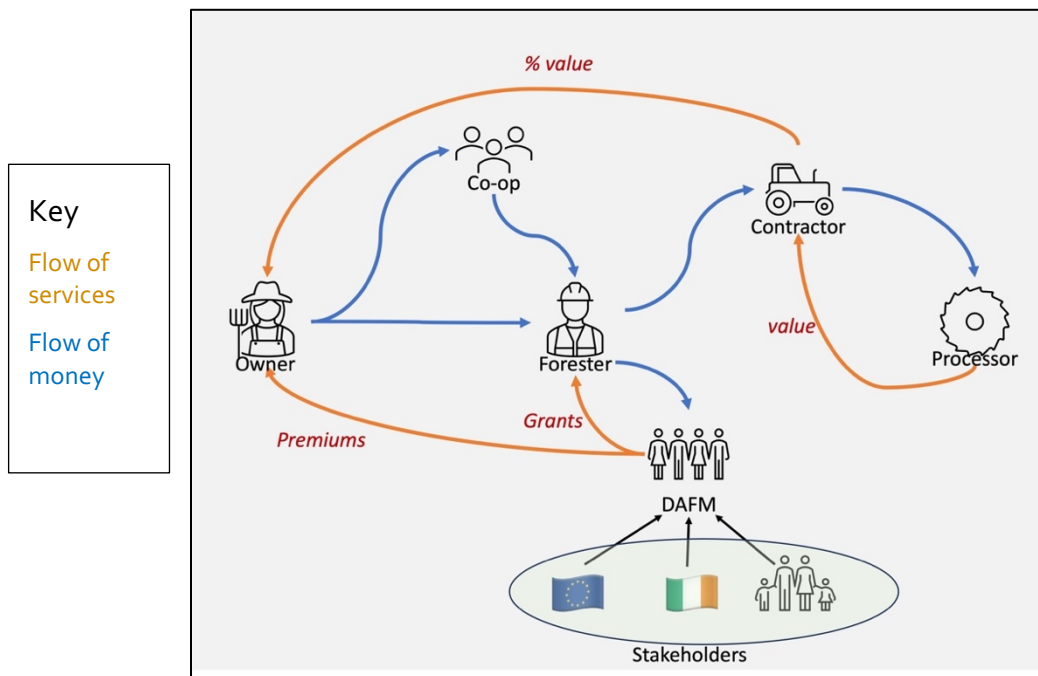 Key
Flow of
services
Flow of
money
% value
Co-op
Contractor
value
Owner
Forester
Processor
Premiums
Grants
DAFM
Stakeholders